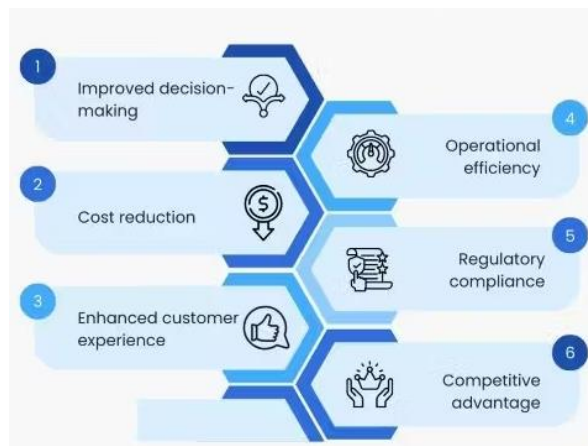 1
Improved decision-
making
2
Cost reduction
$
3
Enhanced customer
experience
4
Operational
efficiency
5
Regulatory
compliance
6
Competitive
advantage